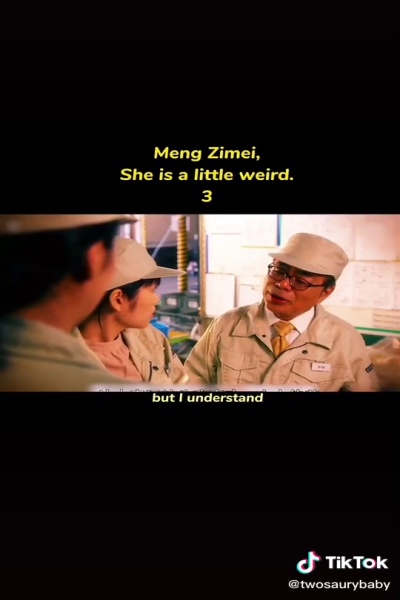 Meng Zimei,
She is a little weird.
3
but I understand
TikTok
@twosaurybaby